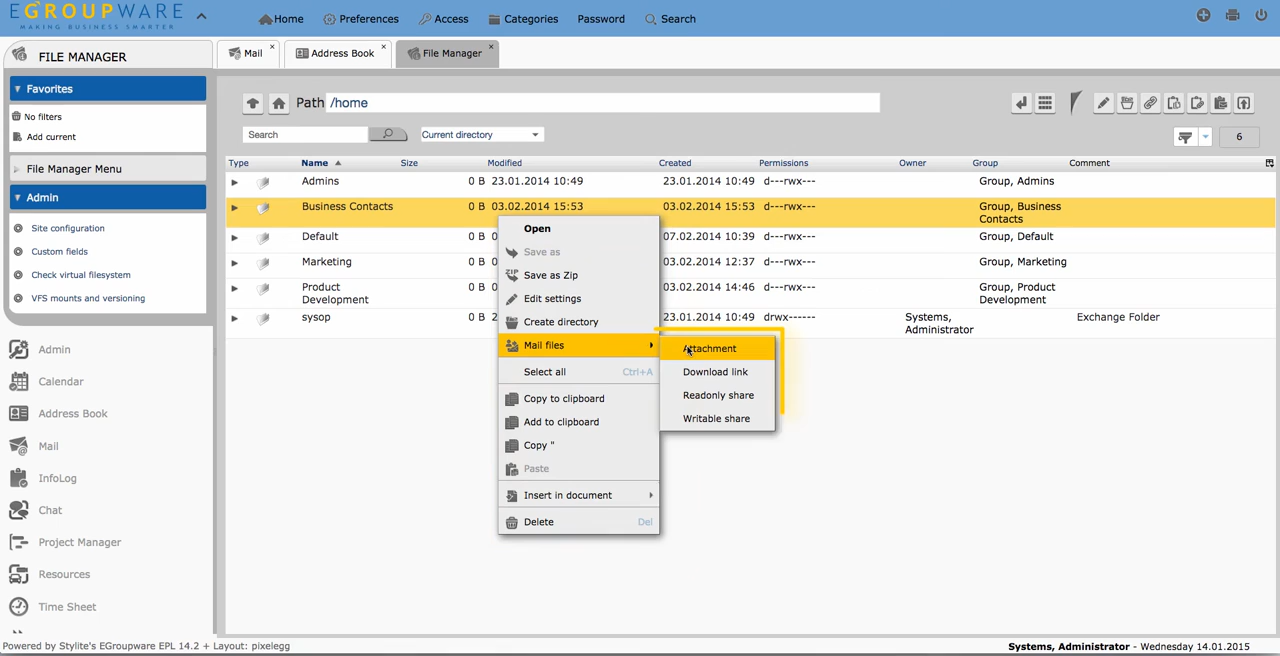 EGROUPWARE
MAKING BUSINESS SMARTER
Home Preferences Access Categories Password Search
FILE MANAGER
Mail × Address Book × File Manager ×
Favorites
No filters
Add current
File Manager Menu
Admin
Site configuration
Custom fields
Check virtual filesystem
VFS mounts and versioning
Admin
Calendar
Address Book
Mail
InfoLog
Chat
Project Manager
Resources
Time Sheet
Path /home
Search Current directory 6
Type Name Size Modified Created Permissions Owner Group Comment
Admins 0 B 23.01.2014 10:49 23.01.2014 10:49 d---rwx--- Group, Admins
Business Contacts 0 B 03.02.2014 15:53 03.02.2014 15:53 d---rwx--- Group, Business
Contacts
Default 0 B 0 07.02.2014 10:39 d---rwx--- Group, Default
Marketing 0 B 0 03.02.2014 12:37 d---rwx--- Group, Marketing
Product 0 B 0 03.02.2014 14:46 d---rwx--- Group, Product
Development Development
sysop 0 B 2 23.01.2014 10:49 drwx------ Systems, Exchange Folder
Administrator
Open
Save as
ZIP Save as Zip
Edit settings
Create directory
Mail files
Select all Ctrl+A
Copy to clipboard
Add to clipboard
Copy "
Paste
Insert in document
Delete Del
Attachment
Download link
Readonly share
Writable share
Powered by Stylite's EGroupware EPL 14.2 + Layout: pixelegg
Systems, Administrator - Wednesday 14.01.2015